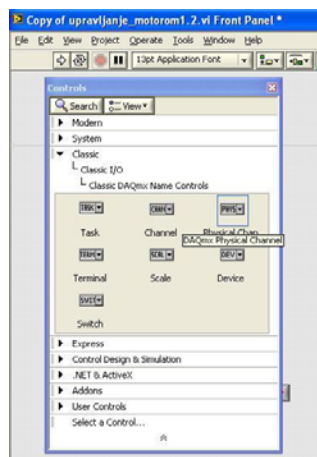 Copy of upravljanje_motorom1.2.vi Front Panel *
File Edit View Project Operate Tools Window Help
13pt Application Font
Controls
Search View
Modern
System
Classic
Classic I/O
Classic DAQmx Name Controls
TASK CHAN PHYS
Task Channel Physical Chan
DAQmx Physical Channel
TERM SCAL DEV
Terminal Scale Device
SWIT
Switch
Express
Control Design & Simulation
.NET & ActiveX
Addons
User Controls
Select a Control...